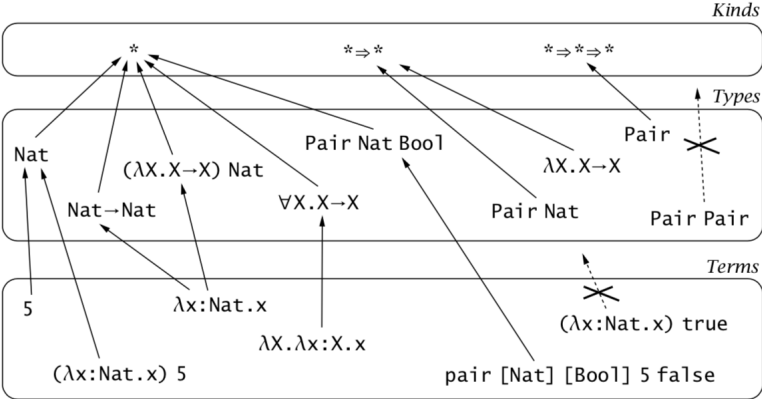 Kinds
* *⇒* *⇒*⇒*
Types
Nat
(λX.X→X) Nat
Pair Nat Bool
λX.X→X
Pair
Nat→Nat
∀X.X→X
Pair Nat
Pair Pair
Terms
5
λx:Nat.x
λX.λx:X.x
(λx:Nat.x) true
(λx:Nat.x) 5
pair [Nat] [Bool] 5 false